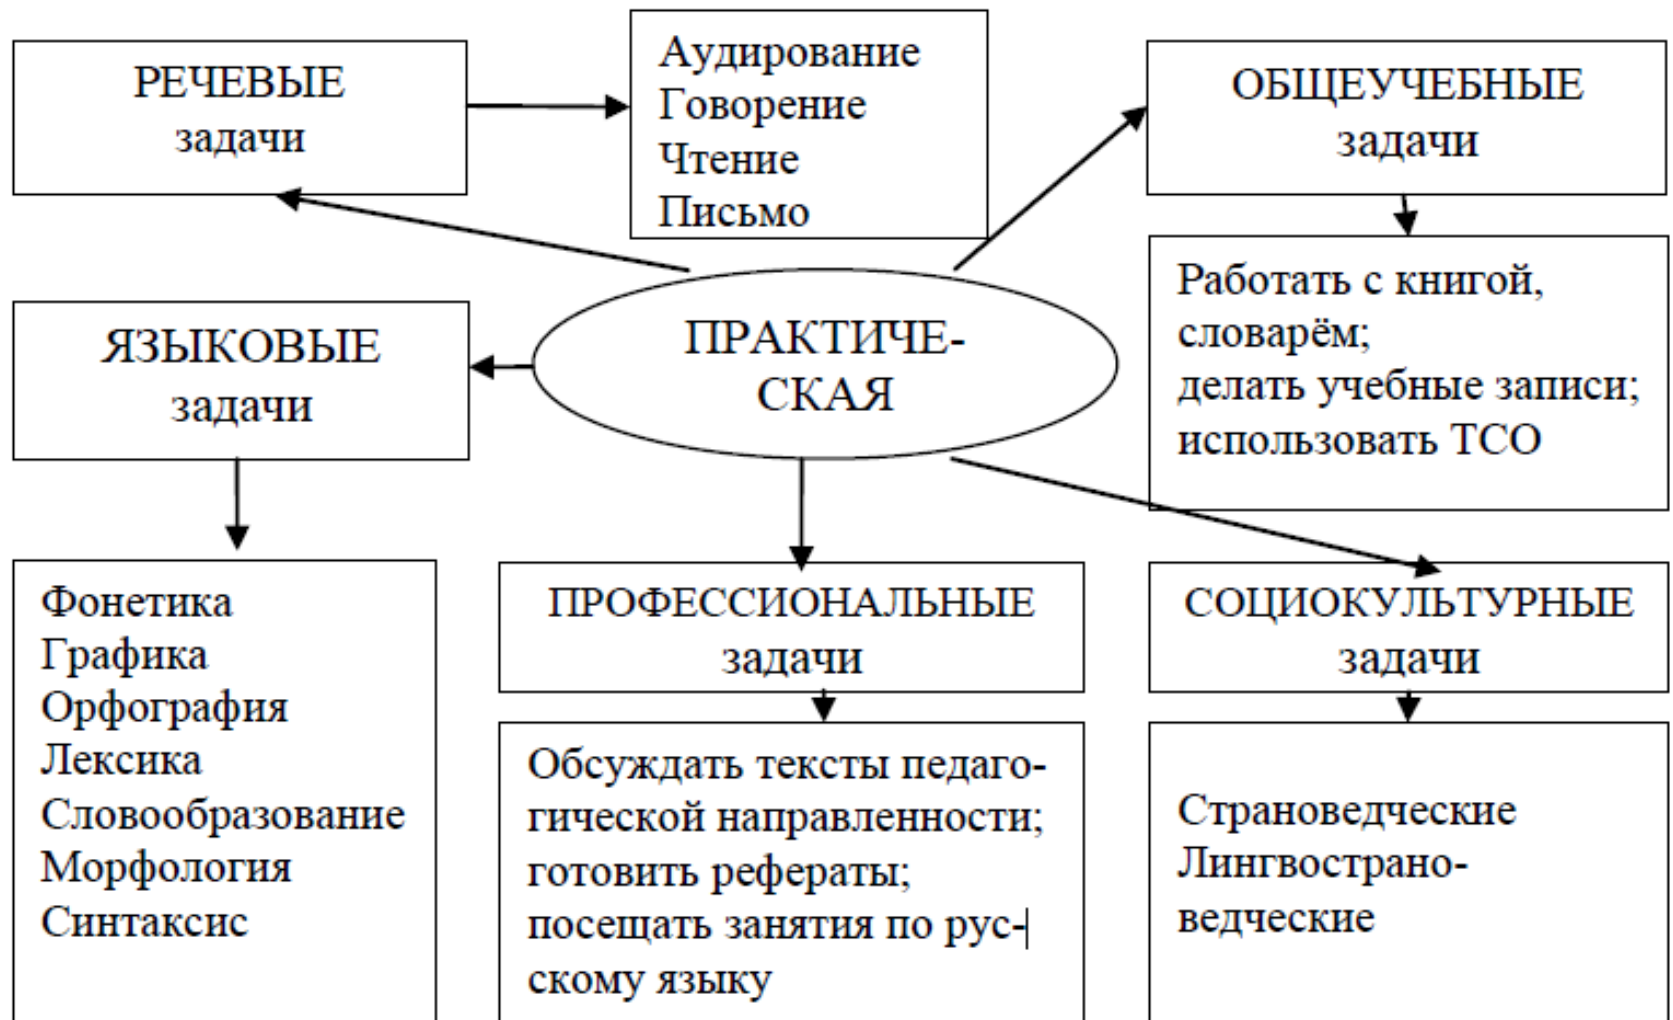 РЕЧЕВЫЕ
задачи
Аудирование
Говорение
Чтение
Письмо
ОБЩЕУЧЕБНЫЕ
задачи
Работать с книгой,
словарём;
делать учебные записи;
использовать ТСО
ПРАКТИЧЕ-
СКАЯ
ЯЗЫКОВЫЕ
задачи
Фонетика
Графика
Орфография
Лексика
Словообразование
Морфология
Синтаксис
ПРОФЕССИОНАЛЬНЫЕ
задачи
Обсуждать тексты педаго-
гической направленности;
готовить рефераты;
посещать занятия по рус-
скому языку
СОЦИОКУЛЬТУРНЫЕ
задачи
Страноведческие
Лингвострано-
ведческие